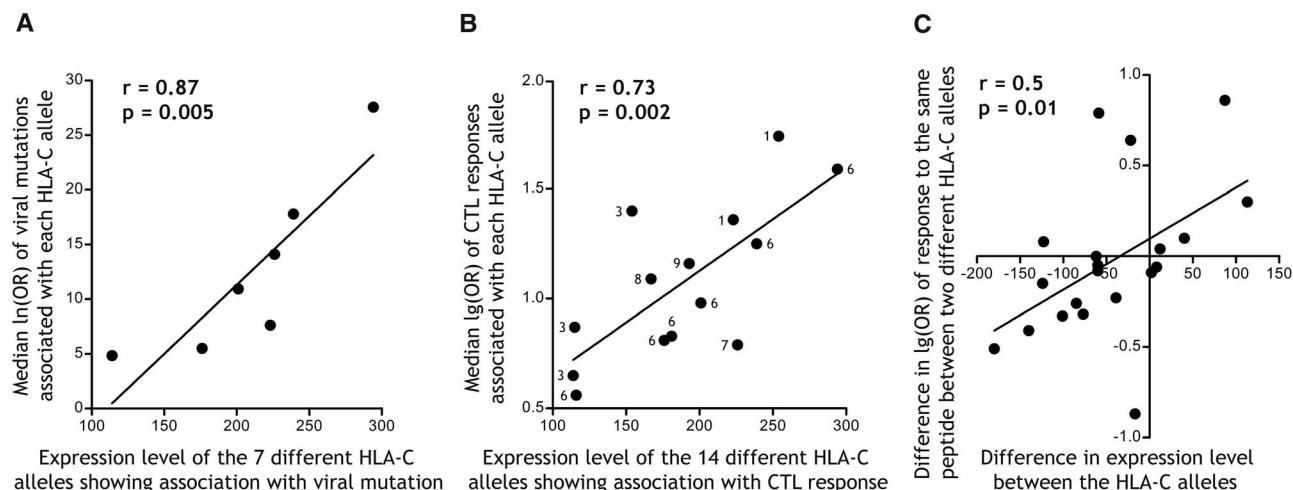 A
B
C
r = 0.87
p = 0.005
Median ln(OR) of viral mutations
associated with each HLA-C allele
30
25
20
15
10
5
0
100
150
200
250
300
Expression level of the 7 different HLA-C
alleles showing association with viral mutation
r = 0.73
p = 0.002
Median lg(OR) of CTL responses
associated with each HLA-C allele
2.0
1.5
1.0
0.5
1
6
3
1
6
9
8
6
3
6
6
7
3
6
100
150
200
250
300
Expression level of the 14 different HLA-C
alleles showing association with CTL response
r = 0.5
p = 0.01
Difference in lg(OR) of response to the same
peptide between two different HLA-C alleles
1.0
0.5
-200
-150
-100
-50
0
50
100
150
-0.5
-1.0
Difference in expression level
between the HLA-C alleles